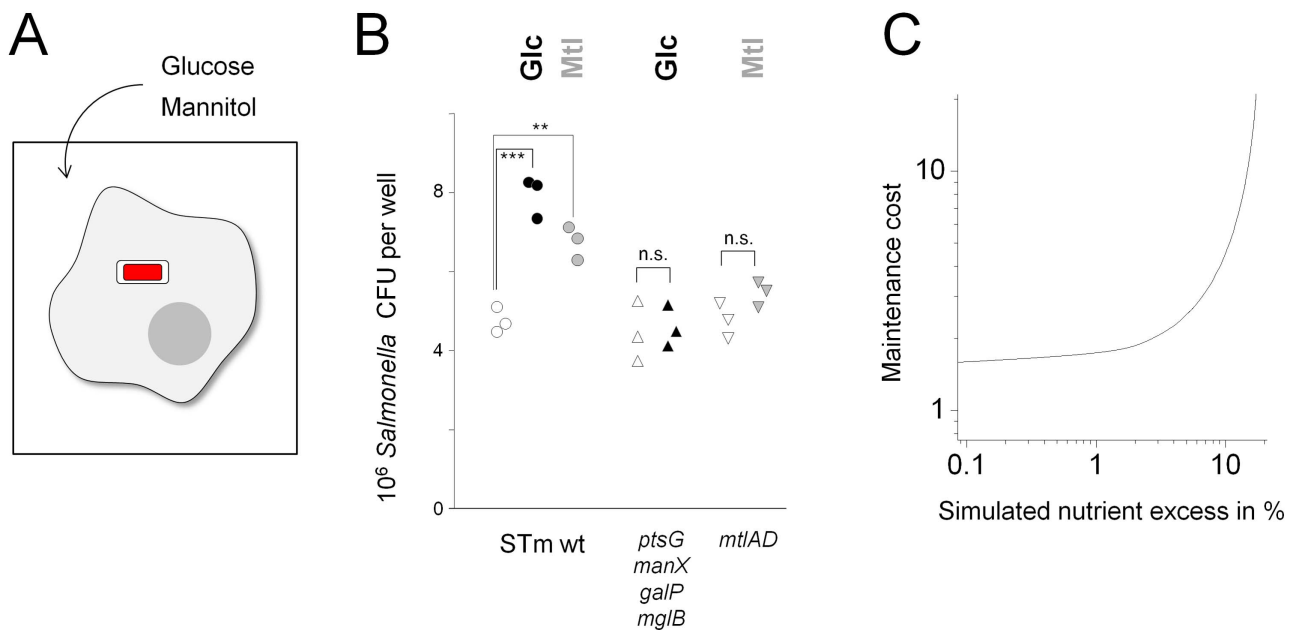 A
Glucose
Mannitol
B
Glc
Mtl
Glc
Mtl
**
***
n.s.
n.s.
10⁶ Salmonella CFU per well
8
4
0
STm wt
ptsG
manX
galP
mglB
mtlAD
C
Maintenance cost
10
1
0.1
1
10
Simulated nutrient excess in %